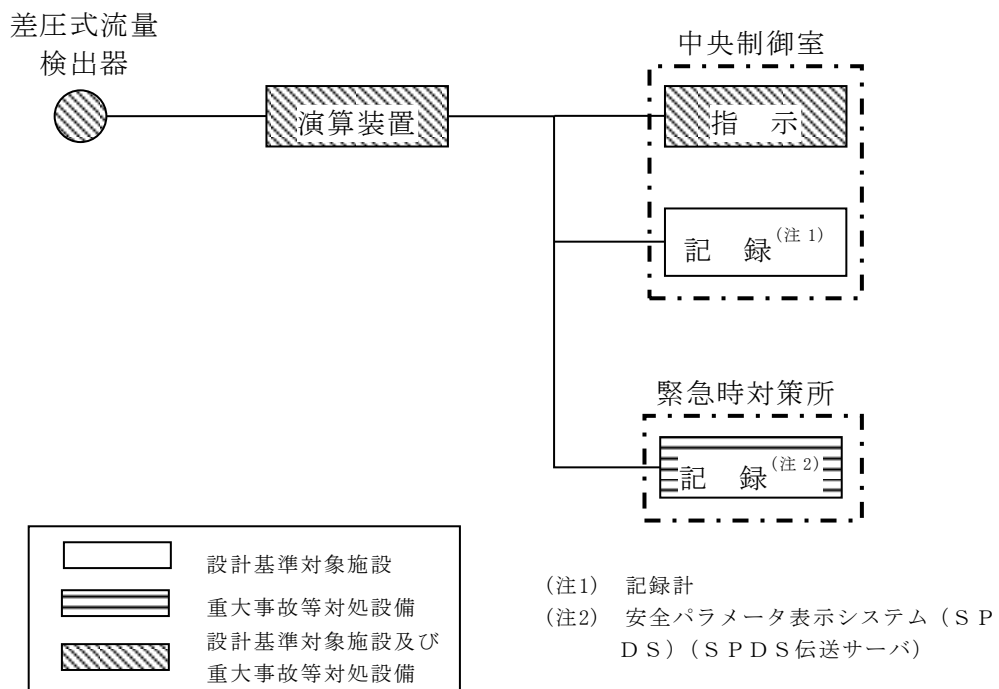 差圧式流量
検出器
中央制御室
演算装置
指　示
記　録(注1)
緊急時対策所
記　録(注2)
設計基準対象施設
重大事故等対処設備
設計基準対象施設及び
重大事故等対処設備
(注1)　記録計
(注2)　安全パラメータ表示システム（ＳＰ
ＤＳ）（ＳＰＤＳ伝送サーバ）